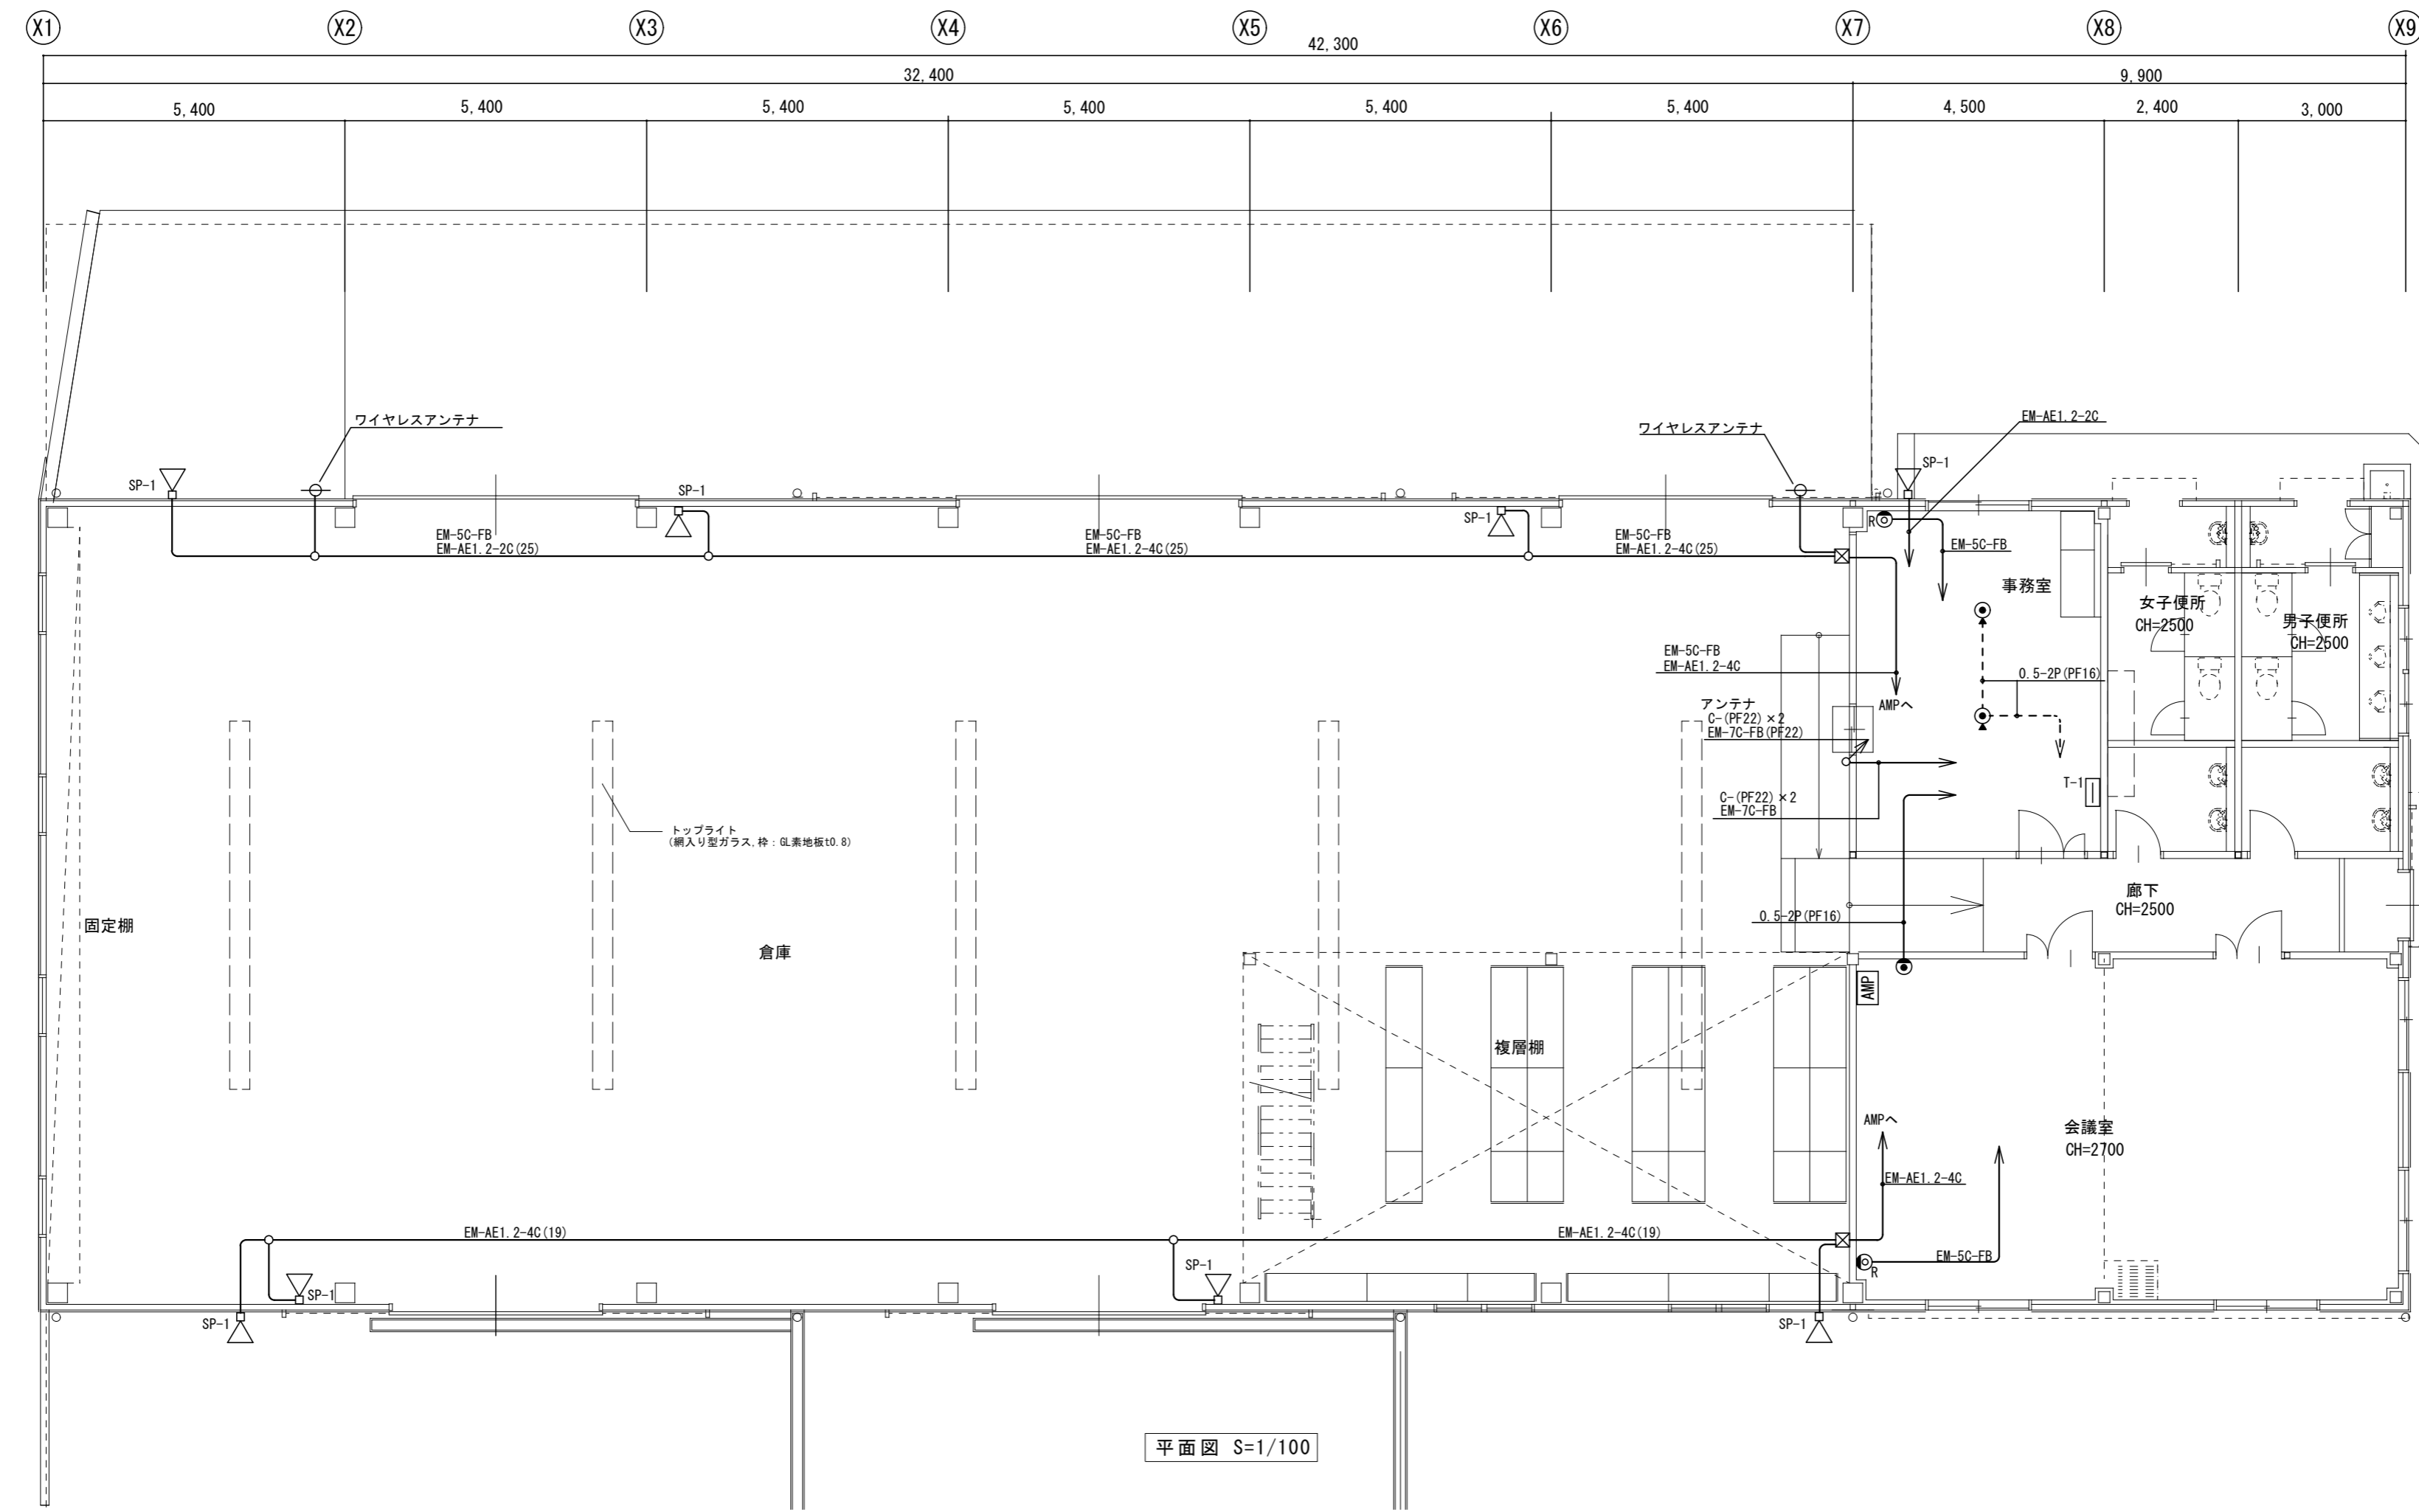 X1 X2 X3 X4 X5 X6 X7 X8 X9
42,300
32,400 9,900
5,400 5,400 5,400 5,400 5,400 5,400 4,500 2,400 3,000
ワイヤレスアンテナ
ワイヤレスアンテナ
EM-AE1.2-2C
SP-1
SP-1
SP-1
SP-1
R
EM-5C-FB
EM-AE1.2-2C(25)
EM-5C-FB
EM-AE1.2-4C(25)
EM-5C-FB
EM-AE1.2-4C(25)
EM-5C-FB
事務室
女子便所
CH=2500
男子便所
CH=2500
EM-5C-FB
EM-AE1.2-4C
0.5-2P(PF16)
AMPへ
アンテナ
C-(PF22)×2
EM-7C-FB(PF22)
T-1
C-(PF22)×2
EM-7C-FB
トップライト
(網入り型ガラス,枠：GL素地板t0.8)
廊下
CH=2500
0.5-2P(PF16)
固定棚
倉庫
AMP
複層棚
AMPへ
会議室
CH=2700
EM-AE1.2-4C
EM-AE1.2-4C(19)
EM-AE1.2-4C(19)
EM-5C-FB
R
SP-1
SP-1
SP-1
SP-1
平面図 S=1/100